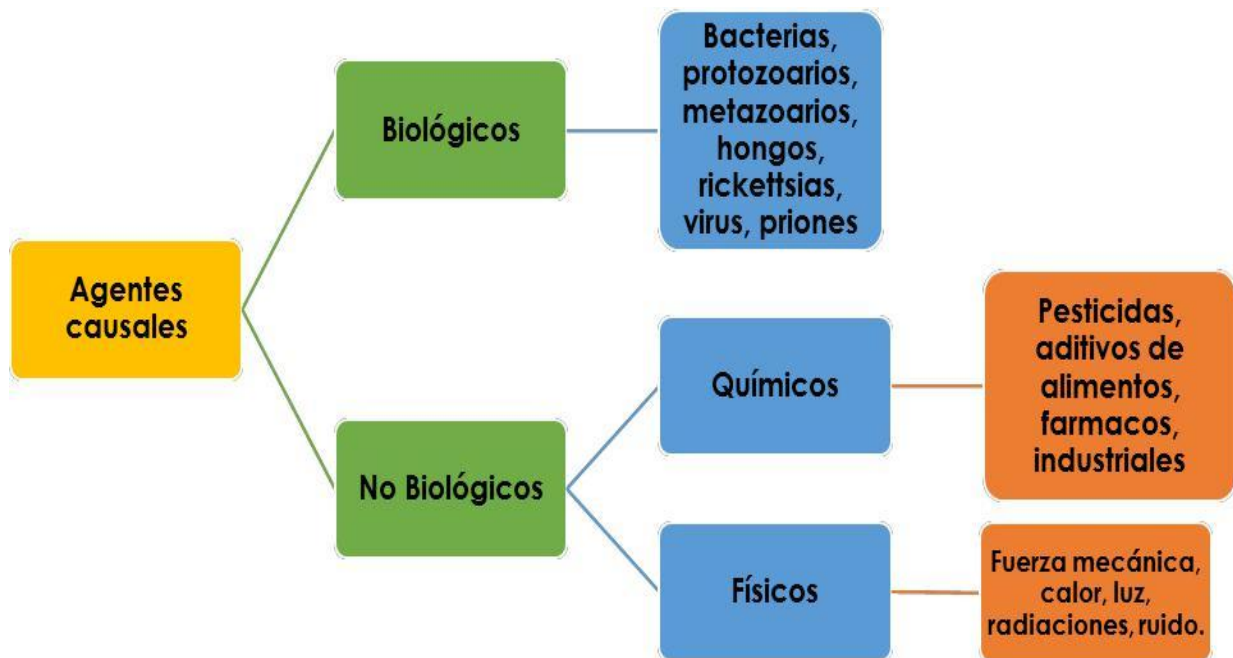 Bacterias,
protozoarios,
metazoarios,
hongos,
rickettsias,
virus, priones
Biológicos
Agentes
causales
Pesticidas,
aditivos de
alimentos,
farmacos,
industriales
Químicos
No Biológicos
Físicos
Fuerza mecánica,
calor, luz,
radiaciones, ruido.